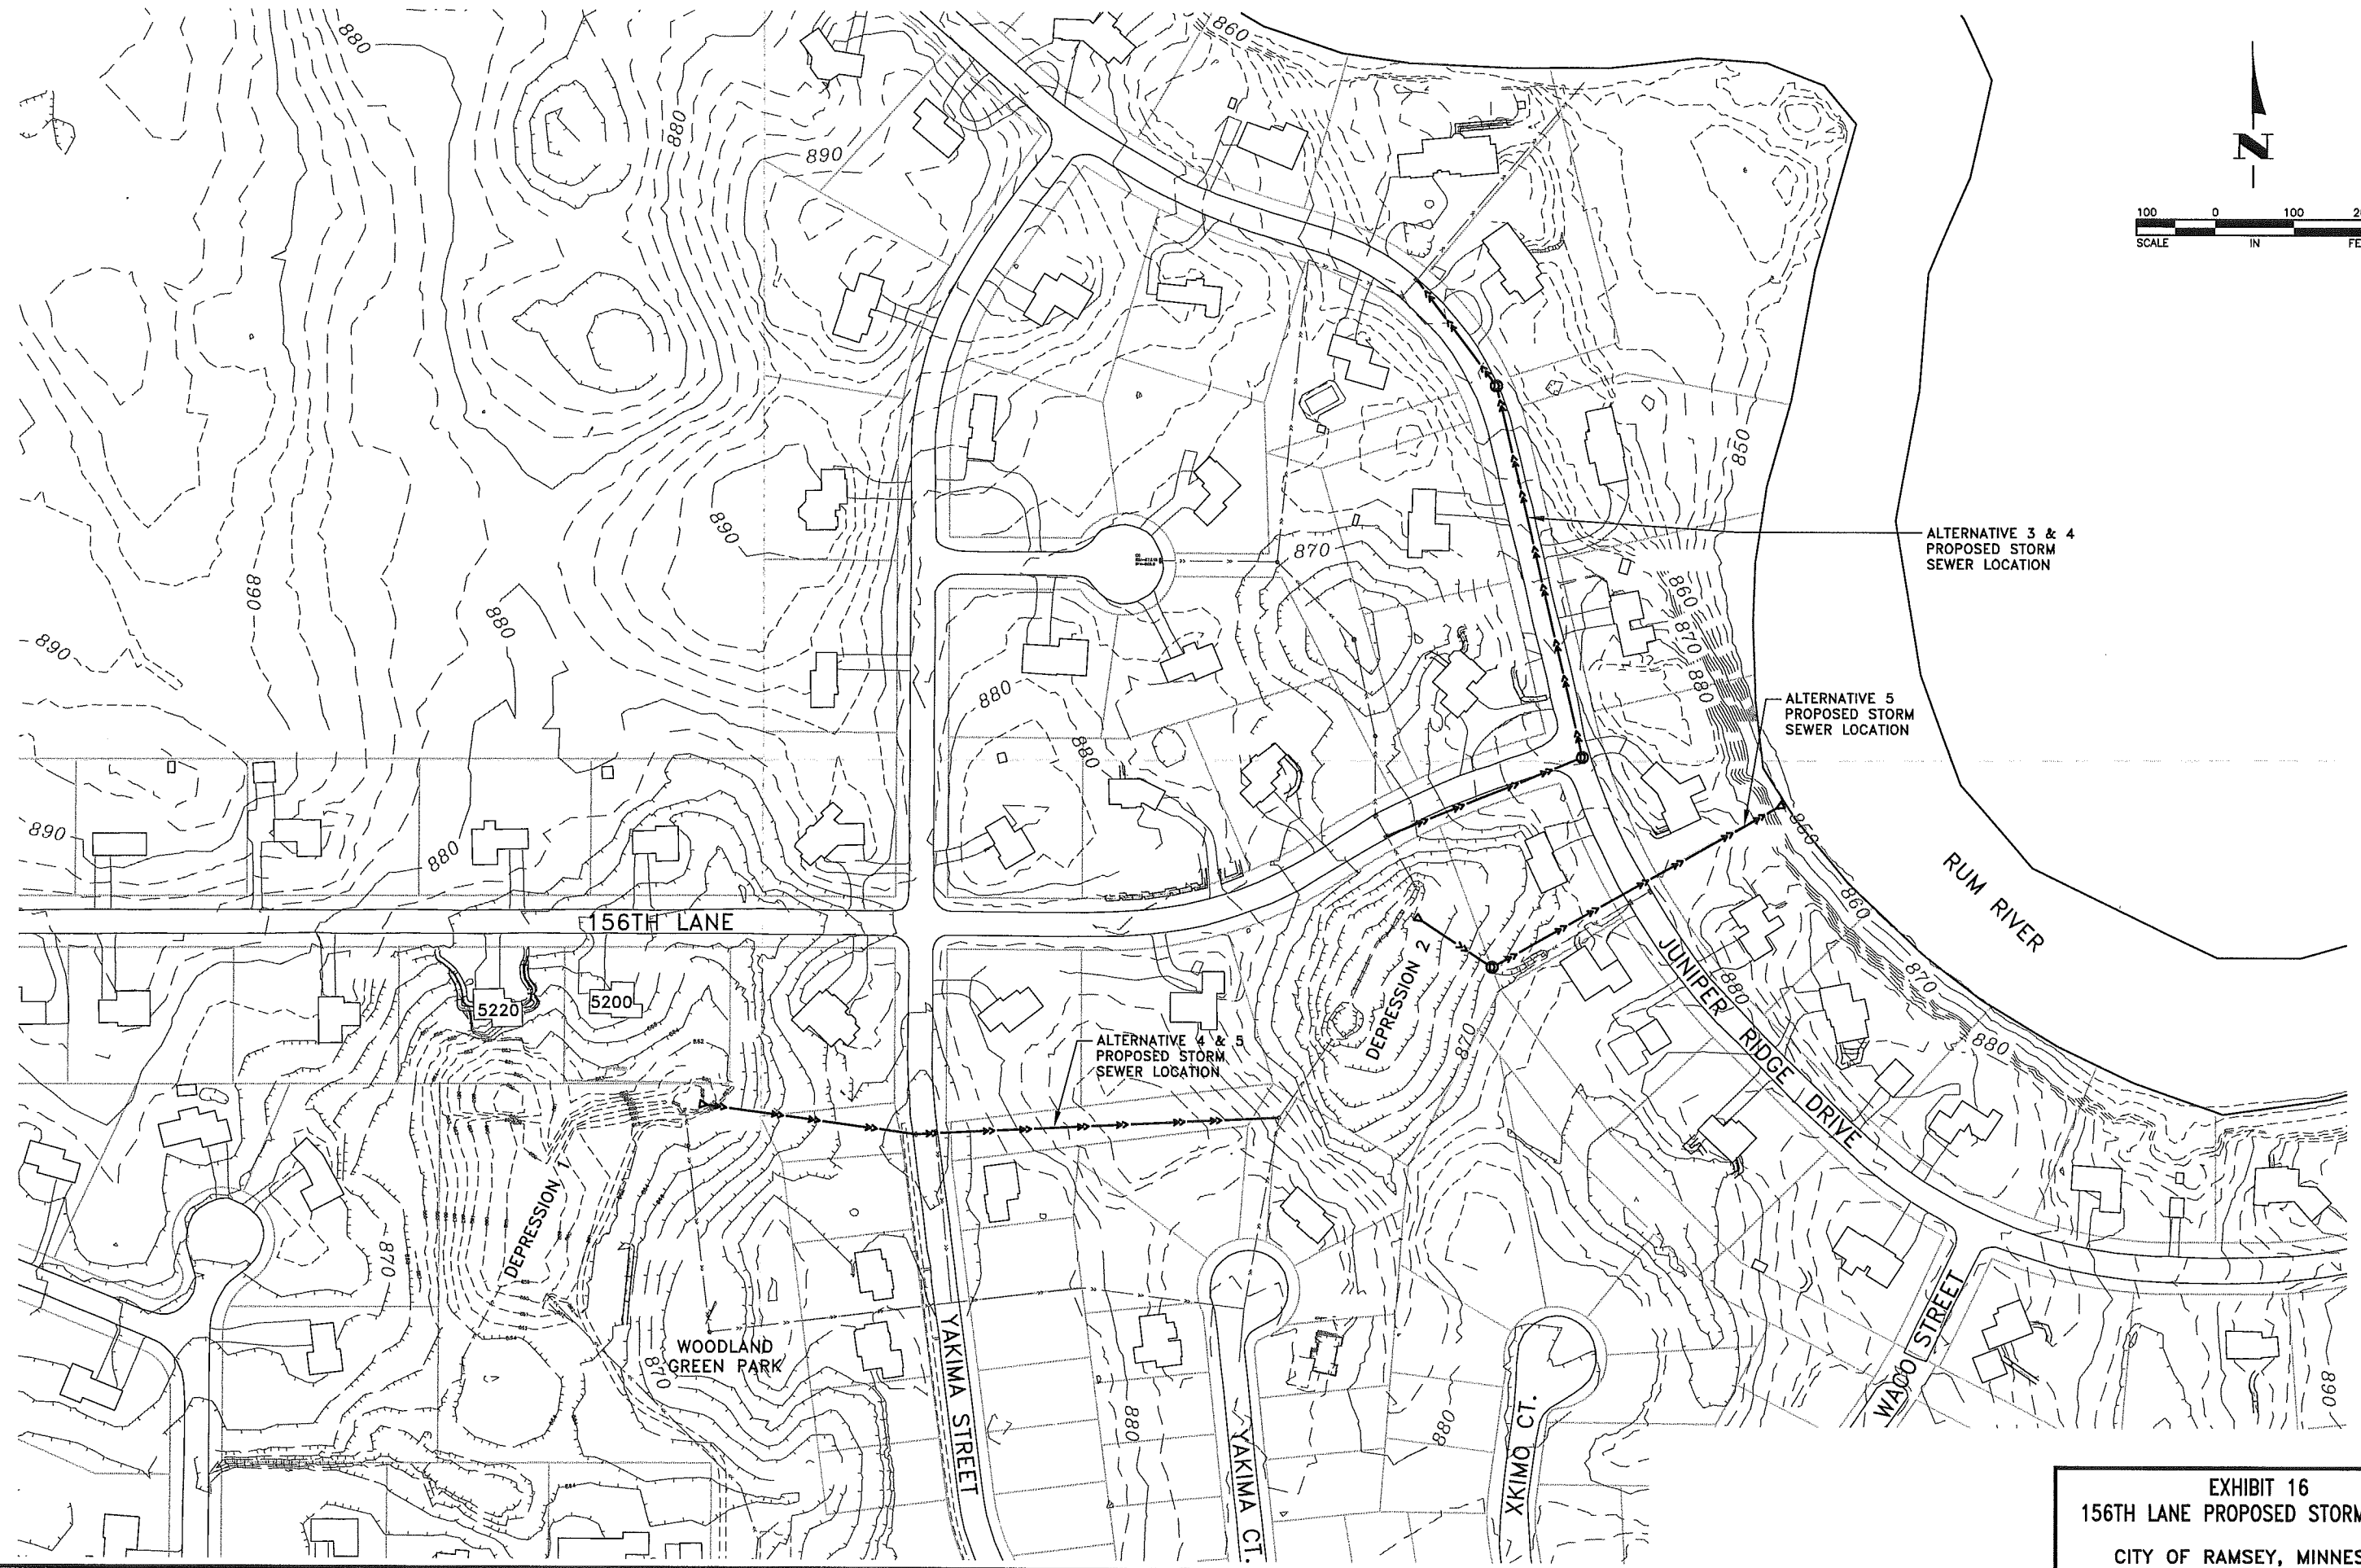 880
860
N
880
890
100 0 100
SCALE IN
850
890
870
ALTERNATIVE 3 & 4
PROPOSED STORM
SEWER LOCATION
890
880
860
870
880
890
880
ALTERNATIVE 5
PROPOSED STORM
SEWER LOCATION
880
890
880
860
RUM RIVER
860
156TH LANE
DEPRESSION 2
JUNIPER RIDGE DRIVE
870
880
5220
5200
880
870
ALTERNATIVE 4 & 5
PROPOSED STORM
SEWER LOCATION
DEPRESSION 1
870
WOODLAND
GREEN PARK
870
YAKIMA STREET
WACO STREET
880
YAKIMA CT.
880
XKIMO CT.
890
EXHIBIT 16
156TH LANE PROPOSED STORM
CITY OF RAMSEY,